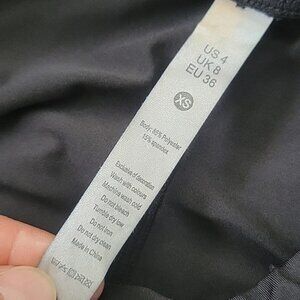 US 4
UK 8
EU 36
XS
Body: 85% Polyester
15% spandex
Exclusive of decoration
Wash with colours
Machine wash cold
Do not bleach
Tumble dry low
Do not iron
Do not dry clean
Made in China